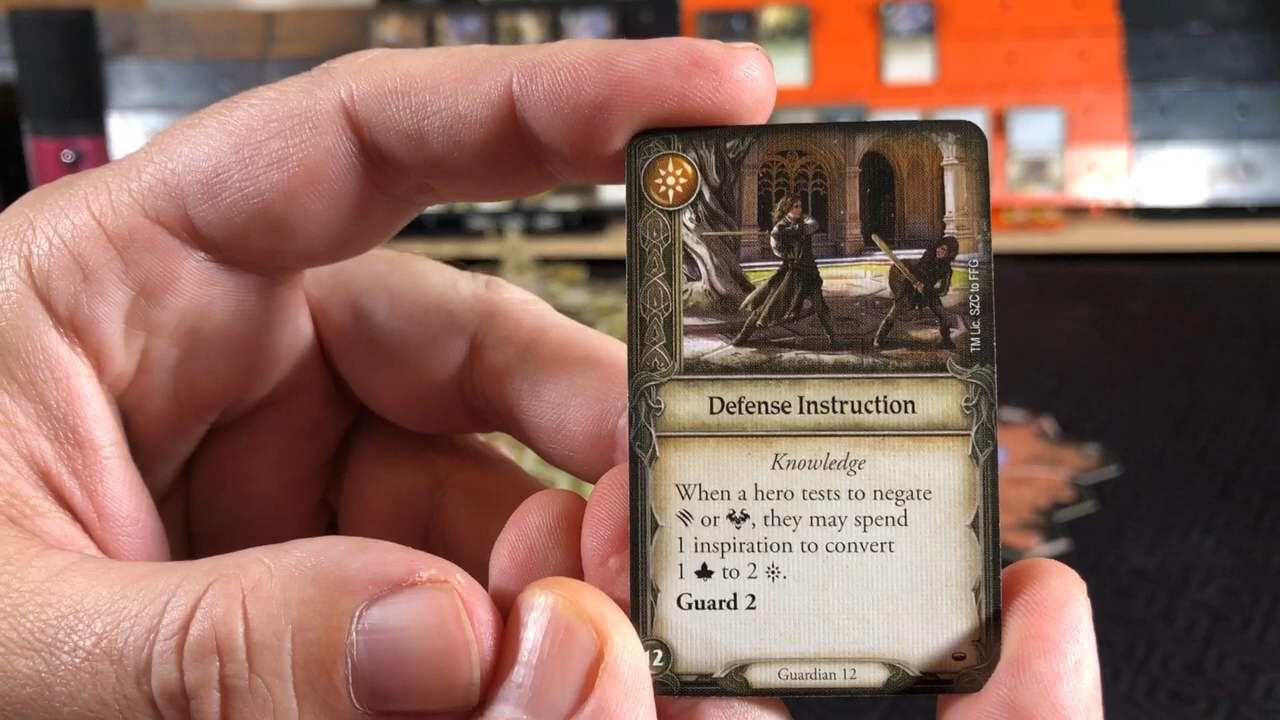 TM Lic. SZC to FFG
Defense Instruction
Knowledge
When a hero tests to negate
or , they may spend
1 inspiration to convert
1 to 2 .
Guard 2
12
Guardian 12